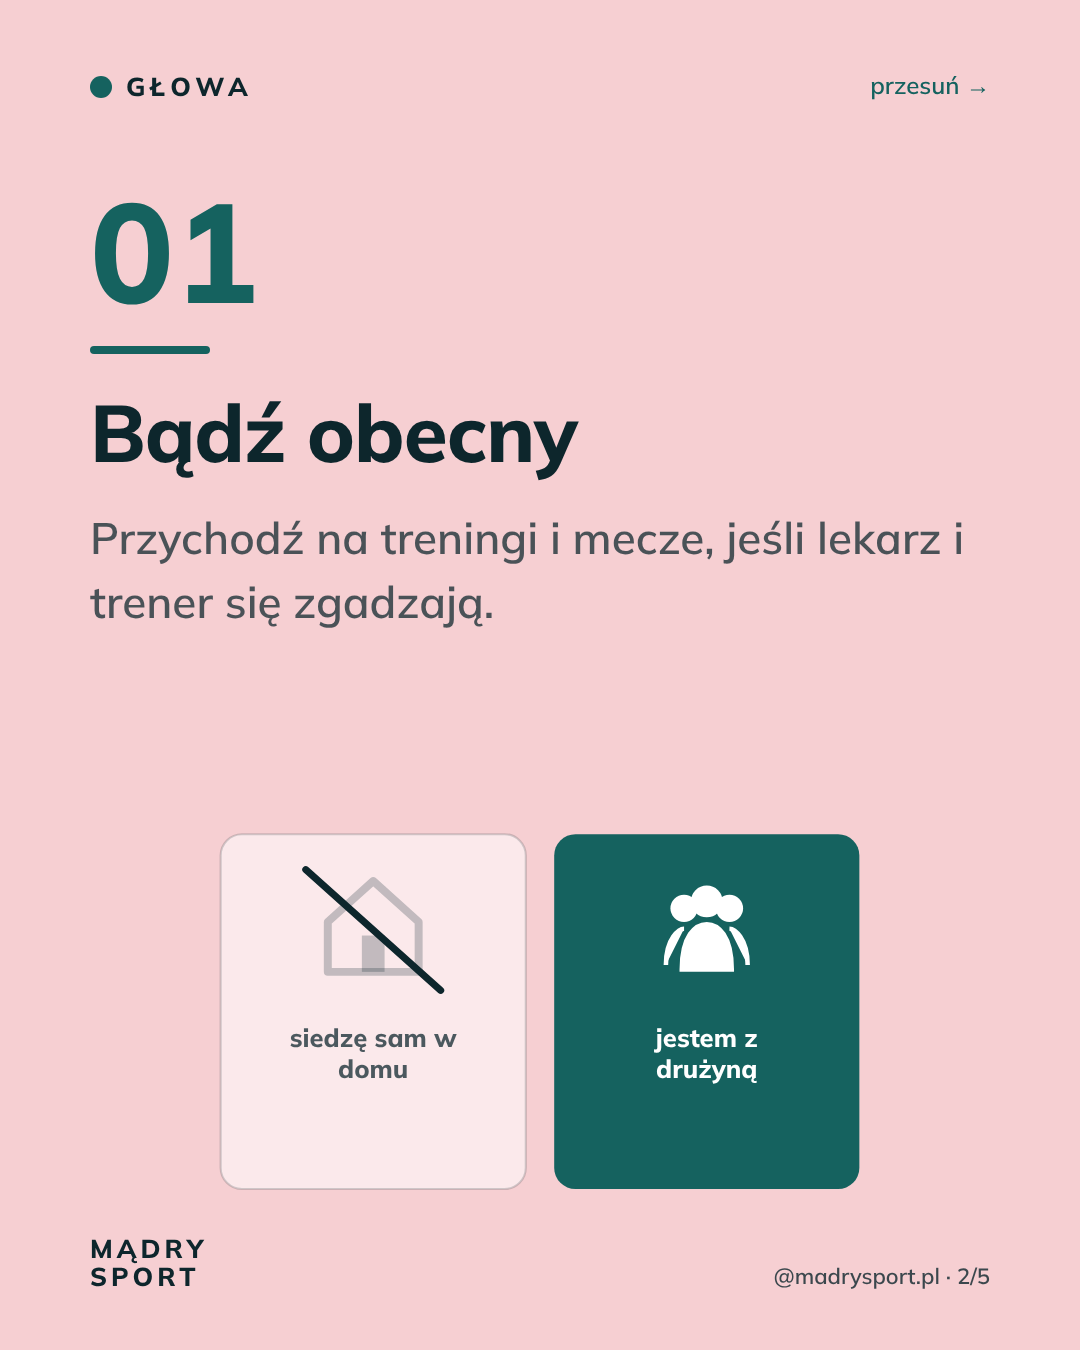 GŁOWA
przesuń →
01
Bądź obecny
Przychodź na treningi i mecze, jeśli lekarz i
trener się zgadzają.
siedzę sam w
domu
jestem z
drużyną
MĄDRY
SPORT
@madrysport.pl · 2/5